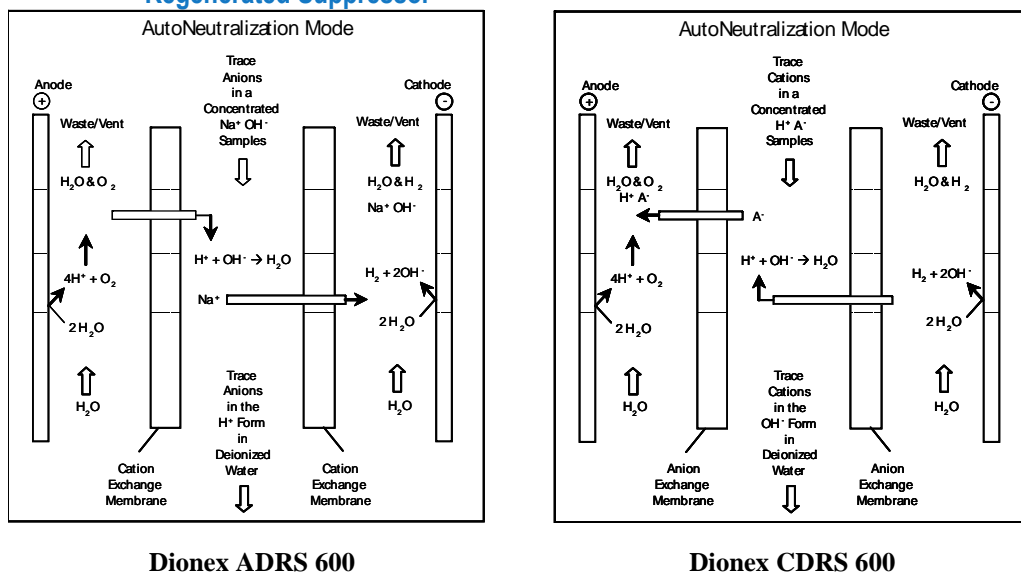 Regenerated Suppressor
AutoNeutralization Mode
Anode
+
Waste/Vent
H₂O & O₂
4H⁺ + O₂
2H₂O
H₂O
Trace
Anions
in a
Concentrated
Na⁺ OH⁻
Samples
H⁺ + OH⁻ → H₂O
Na⁺
Trace
Anions
in the
H⁺ Form
in
Deionized
Water
Cathode
-
Waste/Vent
H₂O & H₂
Na⁺ OH⁻
H₂ + 2OH⁻
2H₂O
H₂O
Cation
Exchange
Membrane
Cation
Exchange
Membrane
Dionex ADRS 600
AutoNeutralization Mode
Anode
+
Waste/Vent
H₂O & O₂
H⁺ A⁻
4H⁺ + O₂
2H₂O
H₂O
Trace
Cations
in a
Concentrated
H⁺ A⁻
Samples
A⁻
H⁺ + OH⁻ → H₂O
Trace
Cations
in the
OH⁻ Form
in
Deionized
Water
Cathode
-
Waste/Vent
H₂O & H₂
H₂ + 2OH⁻
2H₂O
H₂O
Anion
Exchange
Membrane
Anion
Exchange
Membrane
Dionex CDRS 600